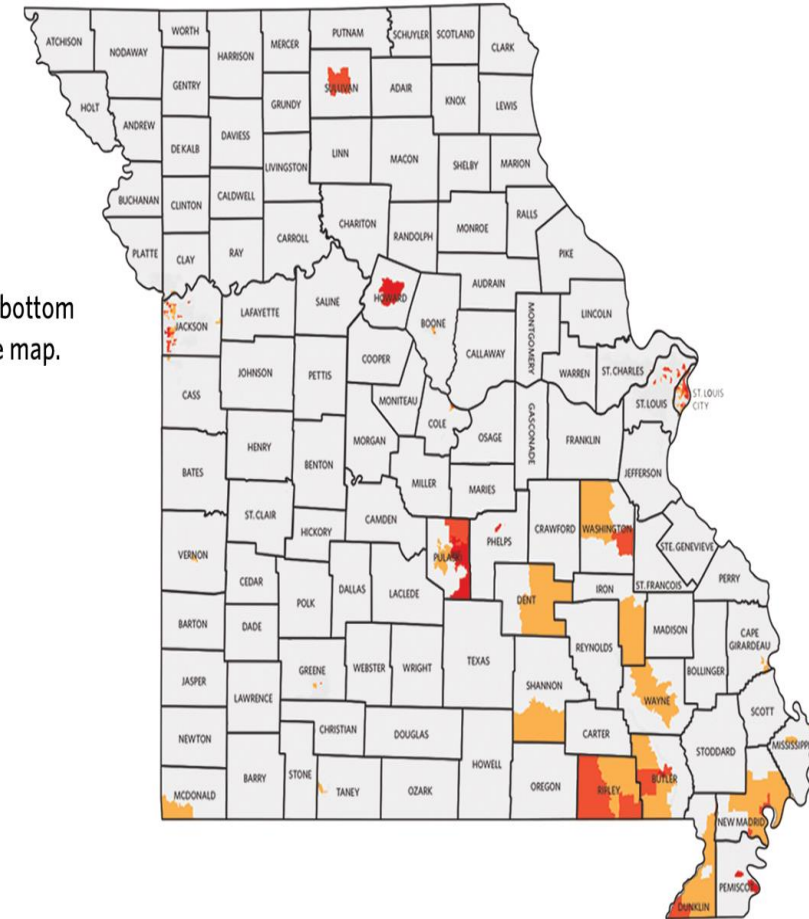 PUTNAM
SCHUYLER
SCOTLAND
WORTH
ATCHISON
NODAWAY
HARRISON
MERCER
CLARK
SULLIVAN
ADAIR
GENTRY
HOLT
GRUNDY
KNOX
LEWIS
ANDREW
DE KALB
DAVIESS
LINN
MACON
LIVINGSTON
SHELBY
MARION
BUCHANAN
CLINTON
CALDWELL
CHARITON
RALLS
CARROLL
RANDOLPH
MONROE
PLATTE
CLAY
RAY
PIKE
AUDRAIN
HOWARD
bottom
e map.
JACKSON
LAFAYETTE
SALINE
BOONE
MONTGOMERY
LINCOLN
CALLAWAY
COOPER
JOHNSON
PETTIS
WARREN
ST. CHARLES
CASS
MONITEAU
ST. LOUIS
ST. LOUIS
CITY
COLE
OSAGE
GASCONADE
FRANKLIN
MORGAN
HENRY
BENTON
BATES
JEFFERSON
MILLER
MARIES
ST. CLAIR
CAMDEN
HICKORY
PHELPS
CRAWFORD
WASHINGTON
STE. GENEVIEVE
VERNON
PULASKI
CEDAR
DALLAS
LACLEDE
POLK
DENT
IRON
ST. FRANCOIS
PERRY
BARTON
DADE
REYNOLDS
MADISON
CAPE
GIRARDEAU
JASPER
GREENE
WEBSTER
WRIGHT
TEXAS
SHANNON
BOLLINGER
LAWRENCE
WAYNE
SCOTT
NEWTON
CHRISTIAN
DOUGLAS
CARTER
STODDARD
MISSISSIPPI
HOWELL
BARRY
STONE
TANEY
OZARK
OREGON
RIPLEY
BUTLER
MCDONALD
NEW MADRID
PEMISCOT
DUNKLIN